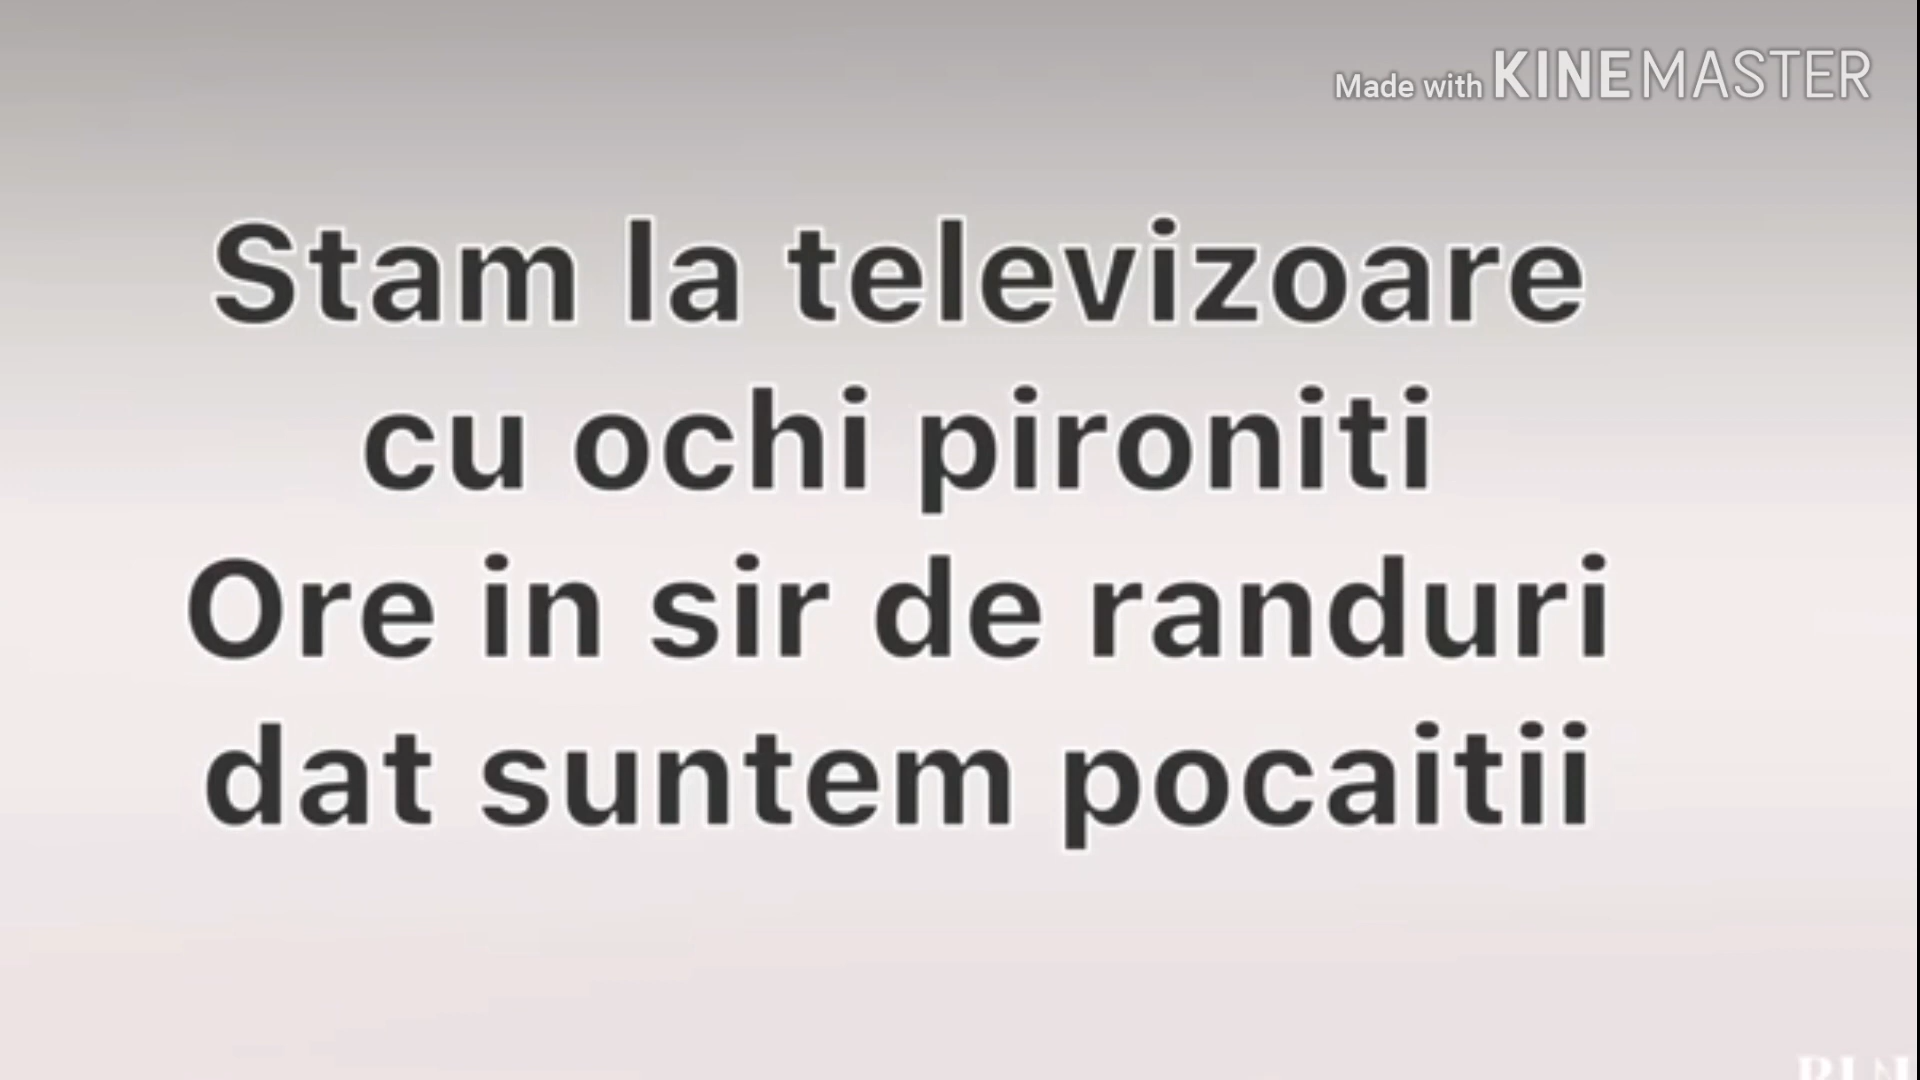 Made with KINEMASTER
Stam la televizoare
cu ochi pironiti
Ore in sir de randuri
dat suntem pocaitii